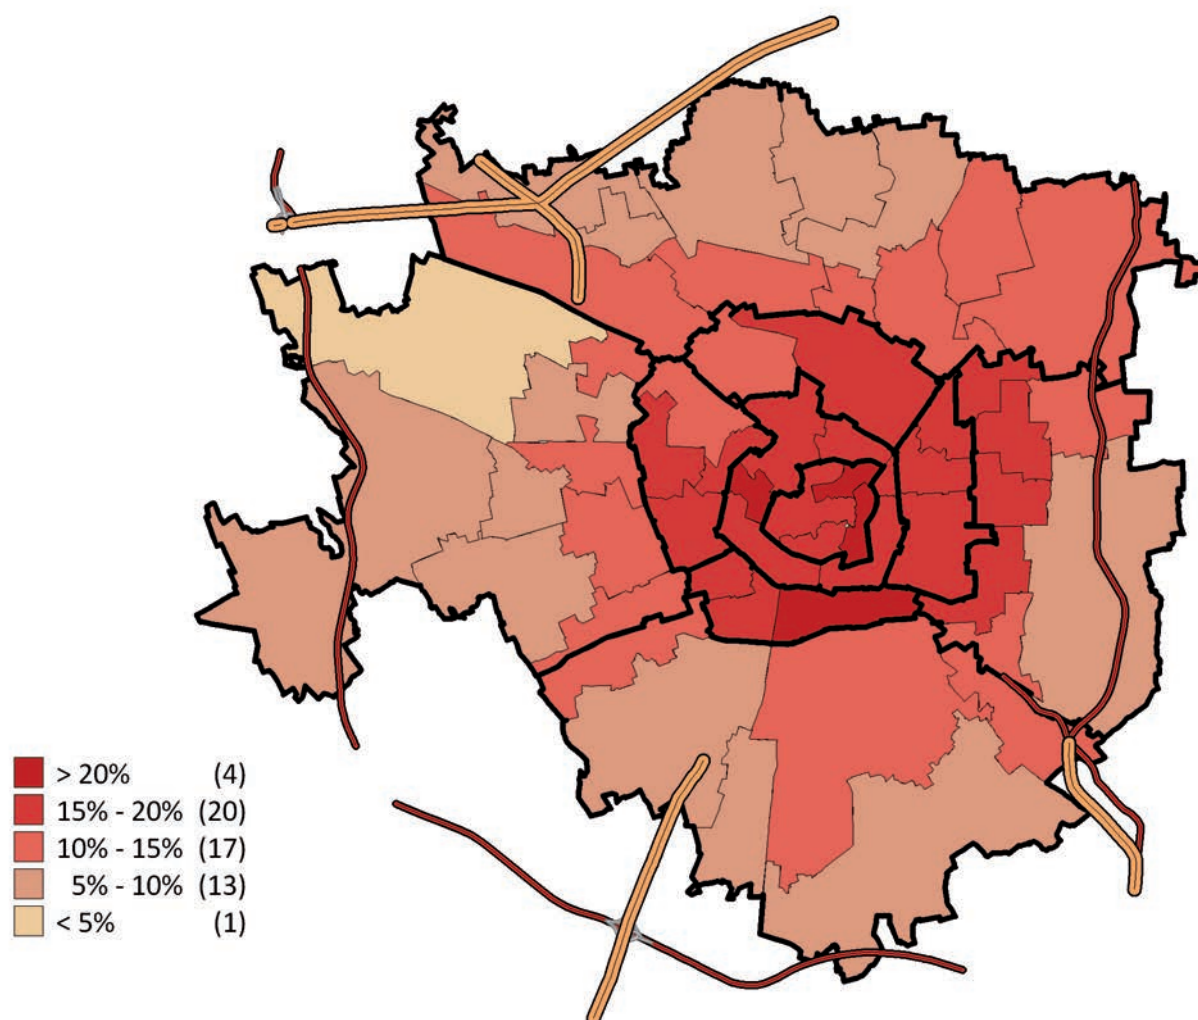 > 20% (4)
15% - 20% (20)
10% - 15% (17)
5% - 10% (13)
< 5% (1)